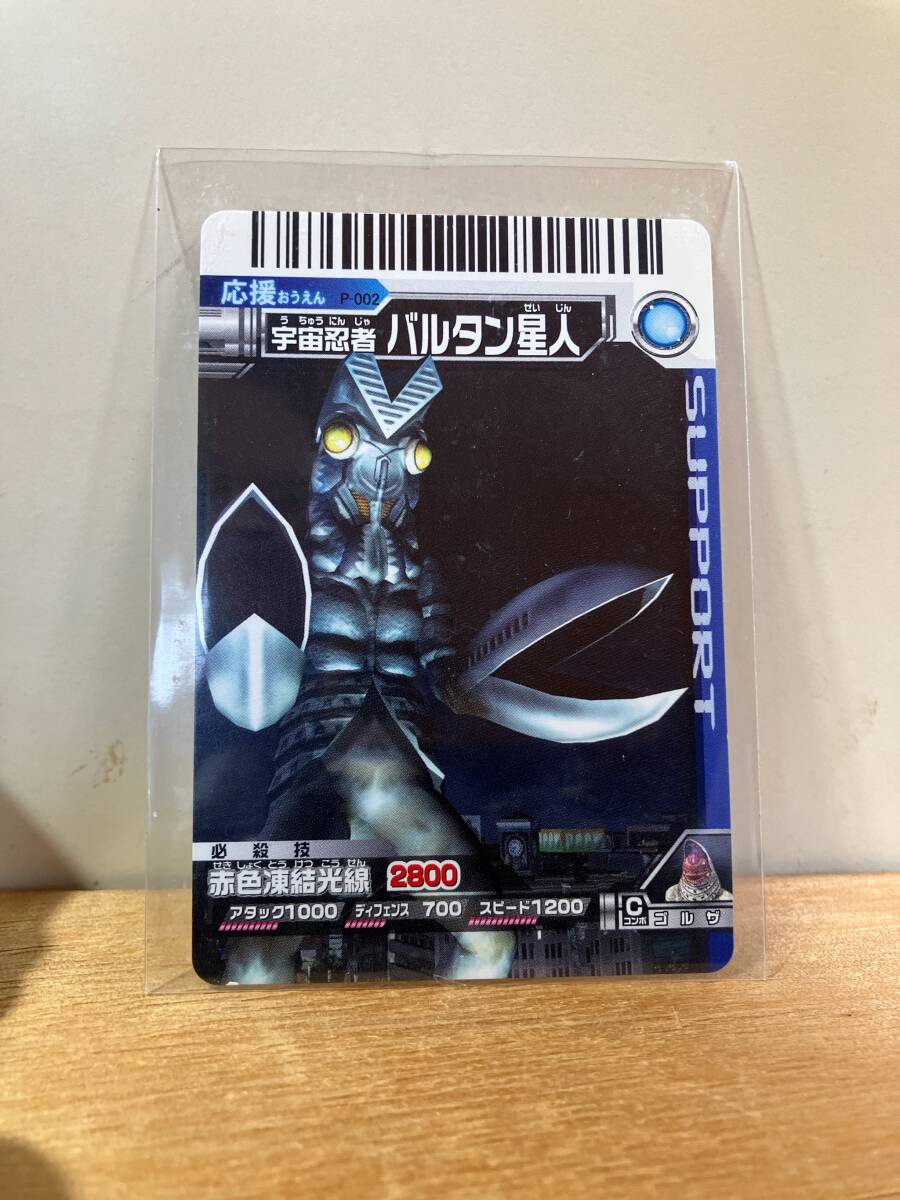 応援おうえん P-002
う ちゅう にん じゃ せい じん
宇宙忍者 バルタン星人
SUPPORT
必殺技
せき しょく とう けつ こう せん
赤色凍結光線 2800
アタック1000 ディフェンス 700 スピード1200
C コンボ ゴルザ